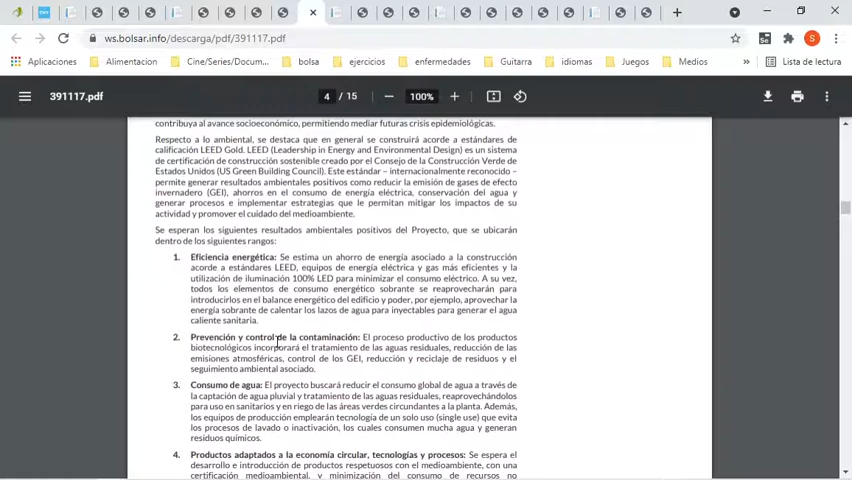 ws.bolsar.info/descarga/pdf/391117.pdf
Aplicaciones Alimentacion Cine/Series/Docum... bolsa ejercicios enfermedades Guitarra idiomas Juegos Medios » Lista de lectura
391117.pdf 4 / 15 100%
contribuya al avance socioeconómico, permitiendo mediar futuras crisis epidemiológicas.
Respecto a lo ambiental, se destaca que en general se construirá acorde a estándares de
calificación LEED Gold. LEED (Leadership in Energy and Environmental Design) es un sistema
de certificación de construcción sostenible creado por el Consejo de la Construcción Verde de
Estados Unidos (US Green Building Council). Este estándar – internacionalmente reconocido –
permite generar resultados ambientales positivos como reducir la emisión de gases de efecto
invernadero (GEI), ahorros en el consumo de energía eléctrica, conservación del agua y
generar procesos e implementar estrategias que le permitan mitigar los impactos de su
actividad y promover el cuidado del medioambiente.
Se esperan los siguientes resultados ambientales positivos del Proyecto, que se ubicarán
dentro de los siguientes rangos:
1. Eficiencia energética: Se estima un ahorro de energía asociado a la construcción
acorde a estándares LEED, equipos de energía eléctrica y gas más eficientes y la
utilización de iluminación 100% LED para minimizar el consumo eléctrico. A su vez,
todos los elementos de consumo energético sobrante se reaprovecharán para
introducirlos en el balance energético del edificio y poder, por ejemplo, aprovechar la
energía sobrante de calentar los lazos de agua para inyectables para generar el agua
caliente sanitaria.
2. Prevención y control de la contaminación: El proceso productivo de los productos
biotecnológicos incorporará el tratamiento de las aguas residuales, reducción de las
emisiones atmosféricas, control de los GEI, reducción y reciclaje de residuos y el
seguimiento ambiental asociado.
3. Consumo de agua: El proyecto buscará reducir el consumo global de agua a través de
la captación de agua pluvial y tratamiento de las aguas residuales, reaprovechándolos
para uso en sanitarios y en riego de las áreas verdes circundantes a la planta. Además,
los equipos de producción emplearán tecnología de un solo uso (single use) que evita
los procesos de lavado o inactivación, los cuales consumen mucha agua y generan
residuos químicos.
4. Productos adaptados a la economía circular, tecnologías y procesos: Se espera el
desarrollo e introducción de productos respetuosos con el medioambiente, con una
certificación medioambiental, y minimización del consumo de recursos no